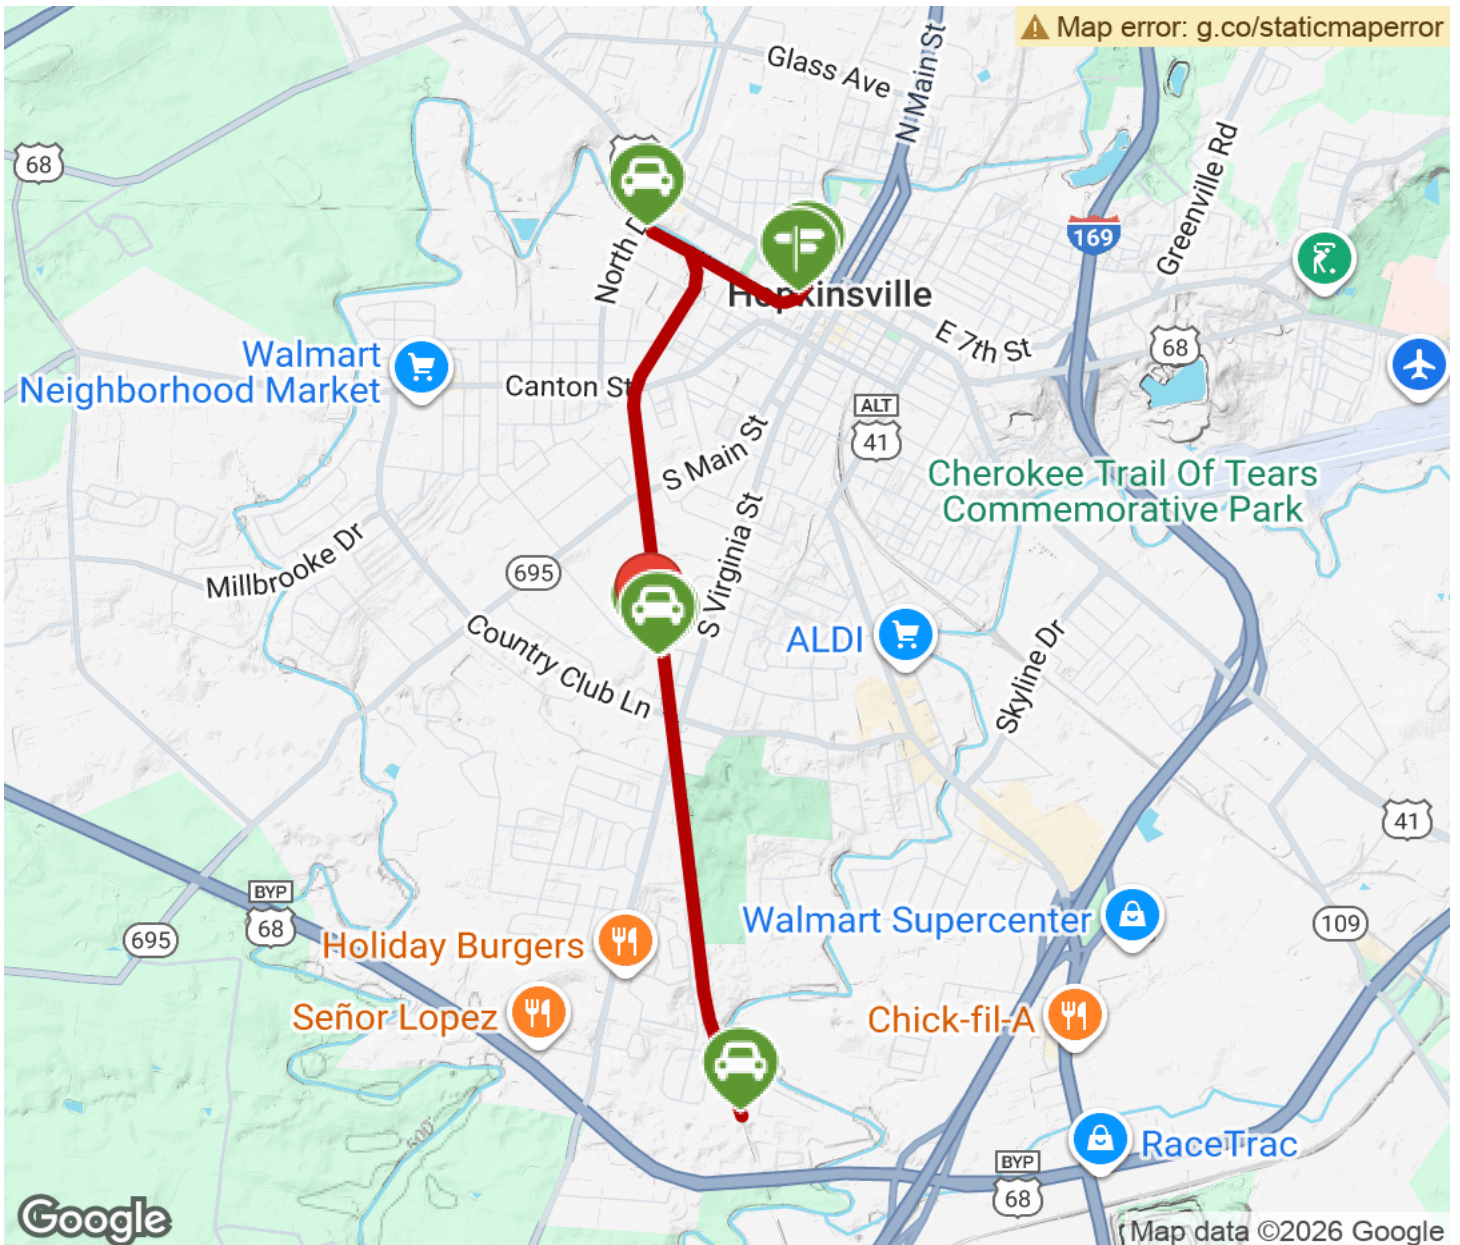 Map error: g.co/staticmaperror
Glass Ave
N Main St
68
Greenville Rd
169
North D
Hopkinsville
E 7th St
68
Walmart
Neighborhood Market
Canton St
ALT
41
S Main St
Cherokee Trail Of Tears
Commemorative Park
S Virginia St
Millbrooke Dr
695
Country Club Ln
ALDI
Skyline Dr
41
BYP
68
695
Holiday Burgers
Walmart Supercenter
109
Señor Lopez
Chick-fil-A
600
RaceTrac
BYP
68
Google
Map data ©2026 Google